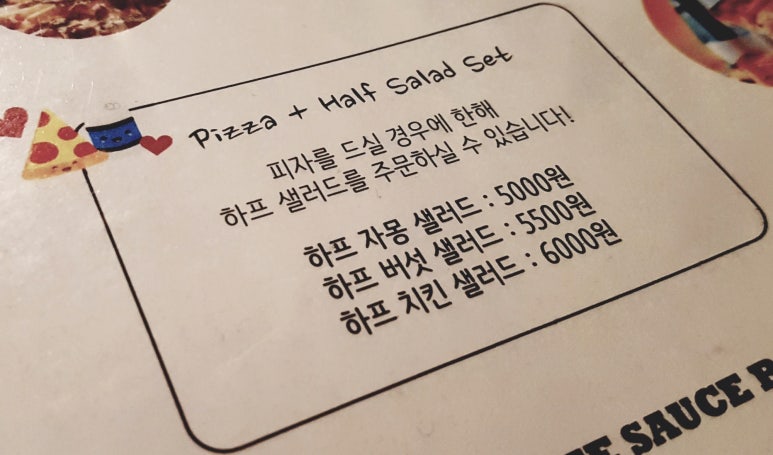 Pizza + Half Salad Set
피자를 드실 경우에 한해
하프 샐러드를 주문하실 수 있습니다!
하프 자몽 샐러드 : 5000원
하프 버섯 샐러드 : 5500원
하프 치킨 샐러드 : 6000원
SAUCE